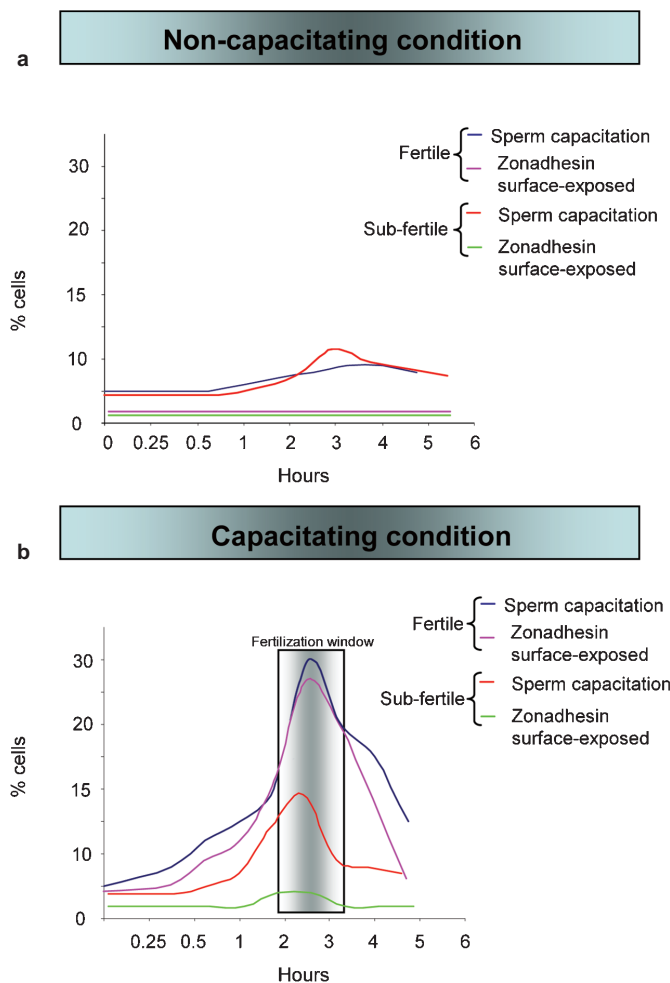 a
Non-capacitating condition
Fertile
Sperm capacitation
Zonadhesin
surface-exposed
Sub-fertile
Sperm capacitation
Zonadhesin
surface-exposed
% cells
30
20
15
10
0
0 0.25 0.5 1 2 3 4 5 6
Hours
b
Capacitating condition
Fertile
Sperm capacitation
Zonadhesin
surface-exposed
Sub-fertile
Sperm capacitation
Zonadhesin
surface-exposed
Fertilization window
% cells
30
20
15
10
0
0.25 0.5 1 2 3 4 5 6
Hours